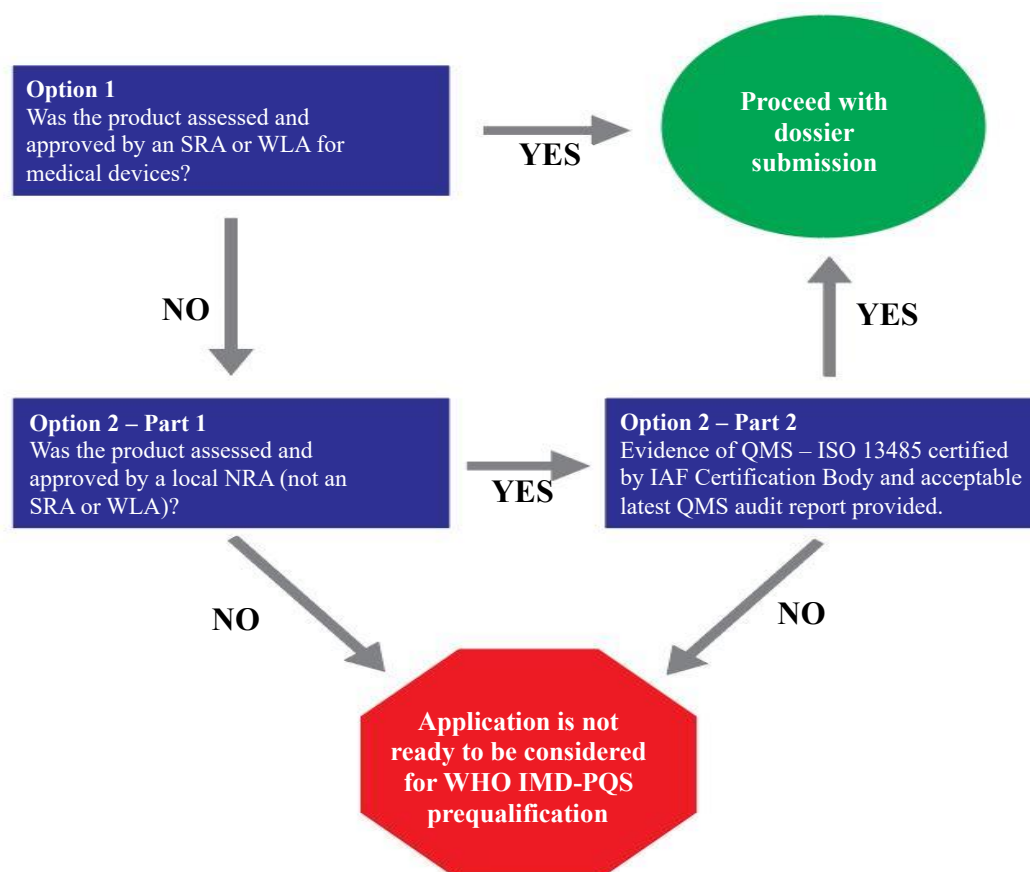 Option 1
Was the product assessed and
approved by an SRA or WLA for
medical devices?
YES
Proceed with
dossier
submission
NO
YES
Option 2 – Part 1
Was the product assessed and
approved by a local NRA (not an
SRA or WLA)?
YES
Option 2 – Part 2
Evidence of QMS – ISO 13485 certified
by IAF Certification Body and acceptable
latest QMS audit report provided.
NO
NO
Application is not
ready to be considered
for WHO IMD-PQS
prequalification